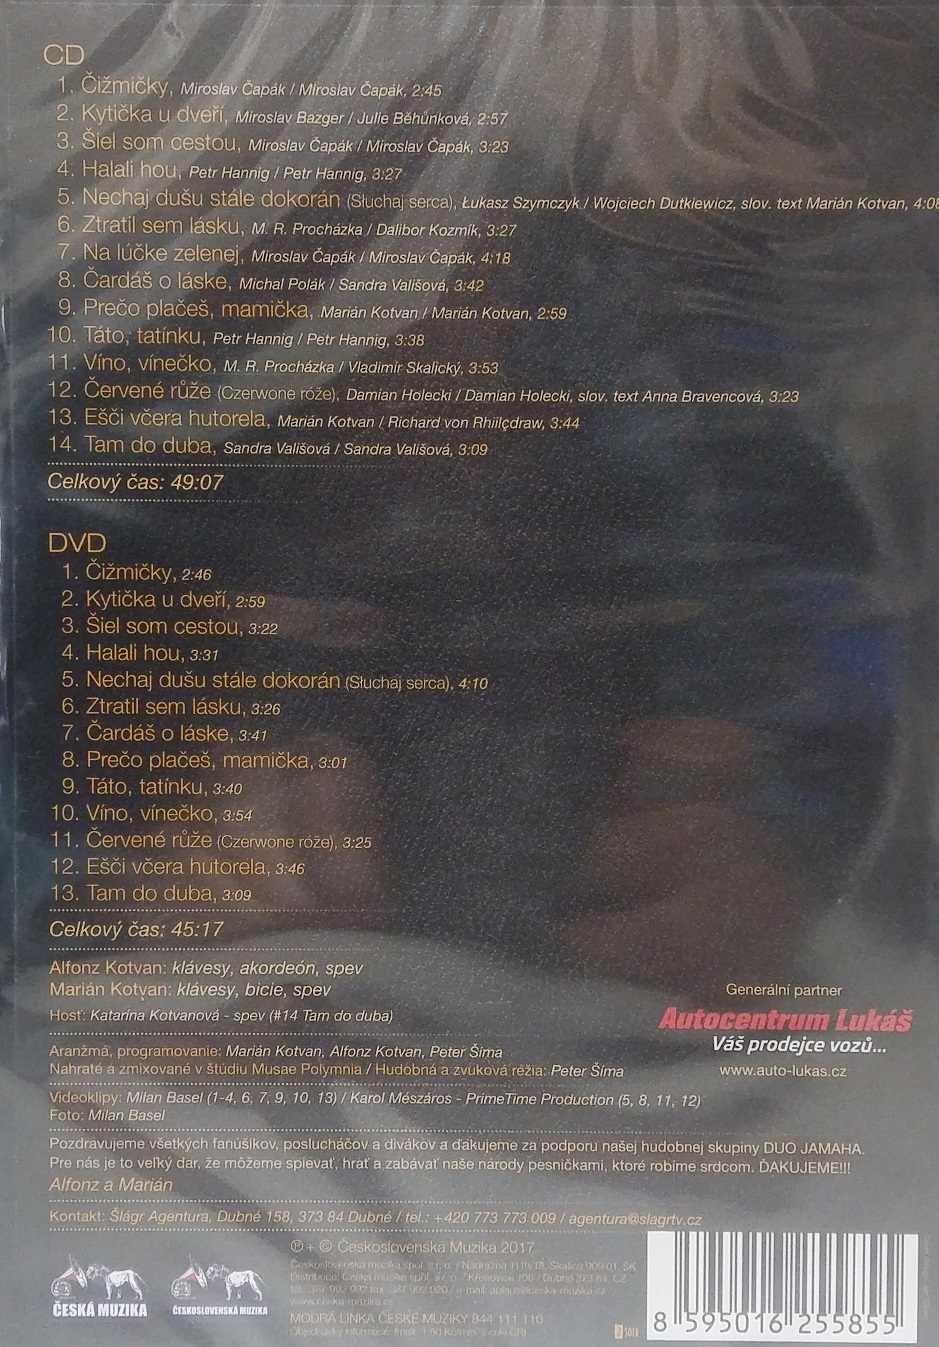 CD
1. Čižmičky, Miroslav Čapák / Miroslav Čapák, 2:45
2. Kytička u dveří, Miroslav Bazger / Julie Běhúnková, 2:57
3. Šiel som cestou, Miroslav Čapák / Miroslav Čapák, 3:23
4. Halali hou, Petr Hannig / Petr Hannig, 3:27
5. Nechaj dušu stále dokorán (Słuchaj serca), Łukasz Szymczyk / Wojciech Dutkiewicz, slov. text Marián Kotvan, 4:08
6. Ztratil sem lásku, M. R. Procházka / Dalibor Kozmík, 3:27
7. Na lúčke zelenej, Miroslav Čapák / Miroslav Čapák, 4:18
8. Čardáš o láske, Michal Polák / Sandra Vališová, 3:42
9. Prečo plačeš, mamička, Marián Kotvan / Marián Kotvan, 2:59
10. Táto, tatínku, Petr Hannig / Petr Hannig, 3:38
11. Víno, vínečko, M. R. Procházka / Vladimír Skalický, 3:53
12. Červené růže (Czerwone róże), Damian Holecki / Damian Holecki, slov. text Anna Bravencová, 3:23
13. Ešči včera hutorela, Marián Kotvan / Richard von Rhiilçdraw, 3:44
14. Tam do duba, Sandra Vališová / Sandra Vališová, 3:09
Celkový čas: 49:07
DVD
1. Čižmičky, 2:46
2. Kytička u dveří, 2:59
3. Šiel som cestou, 3:22
4. Halali hou, 3:31
5. Nechaj dušu stále dokorán (Słuchaj serca), 4:10
6. Ztratil sem lásku, 3:26
7. Čardáš o láske, 3:41
8. Prečo plačeš, mamička, 3:01
9. Táto, tatínku, 3:40
10. Víno, vínečko, 3:54
11. Červené růže (Czerwone róże), 3:25
12. Ešči včera hutorela, 3:46
13. Tam do duba, 3:09
Celkový čas: 45:17
Alfonz Kotvan: klávesy, akordeón, spev
Marián Kotvan: klávesy, bicie, spev
Hosť: Katarína Kotvanová - spev (#14 Tam do duba)
Generální partner
Autocentrum Lukáš
Váš prodejce vozů...
www.auto-lukas.cz
Aranžmá, programovanie: Marián Kotvan, Alfonz Kotvan, Peter Šima
Nahraté a zmixované v štúdiu Musae Polymnia / Hudobná a zvuková réžia: Peter Šima
Videoklipy: Milan Basel (1-4, 6, 7, 9, 10, 13) / Karol Mészáros - PrimeTime Production (5, 8, 11, 12)
Foto: Milan Basel
Pozdravujeme všetkých fanúšikov, poslucháčov a divákov a ďakujeme za podporu našej hudobnej skupiny DUO JAMAHA.
Pre nás je to veľký dar, že môžeme spievať, hrať a zabávať naše národy pesničkami, ktoré robíme srdcom. ĎAKUJEME!!!
Alfonz a Marián
Kontakt: Šlágr Agentura, Dubné 158, 373 84 Dubné / tel.: +420 773 773 009 / agentura@slagrtv.cz
℗ + © Československá Muzika 2017
MODRÁ LINKA ČESKÉ MUZIKY 844 111 110
ČESKÁ MUZIKA
ČESKOSLOVENSKÁ MUZIKA
8 595016 255855